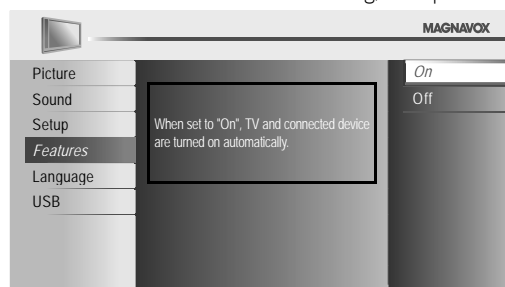 MAGNAVOX
Picture
Sound
Setup
Features
Language
USB
When set to "On", TV and connected device
are turned on automatically.
On
Off